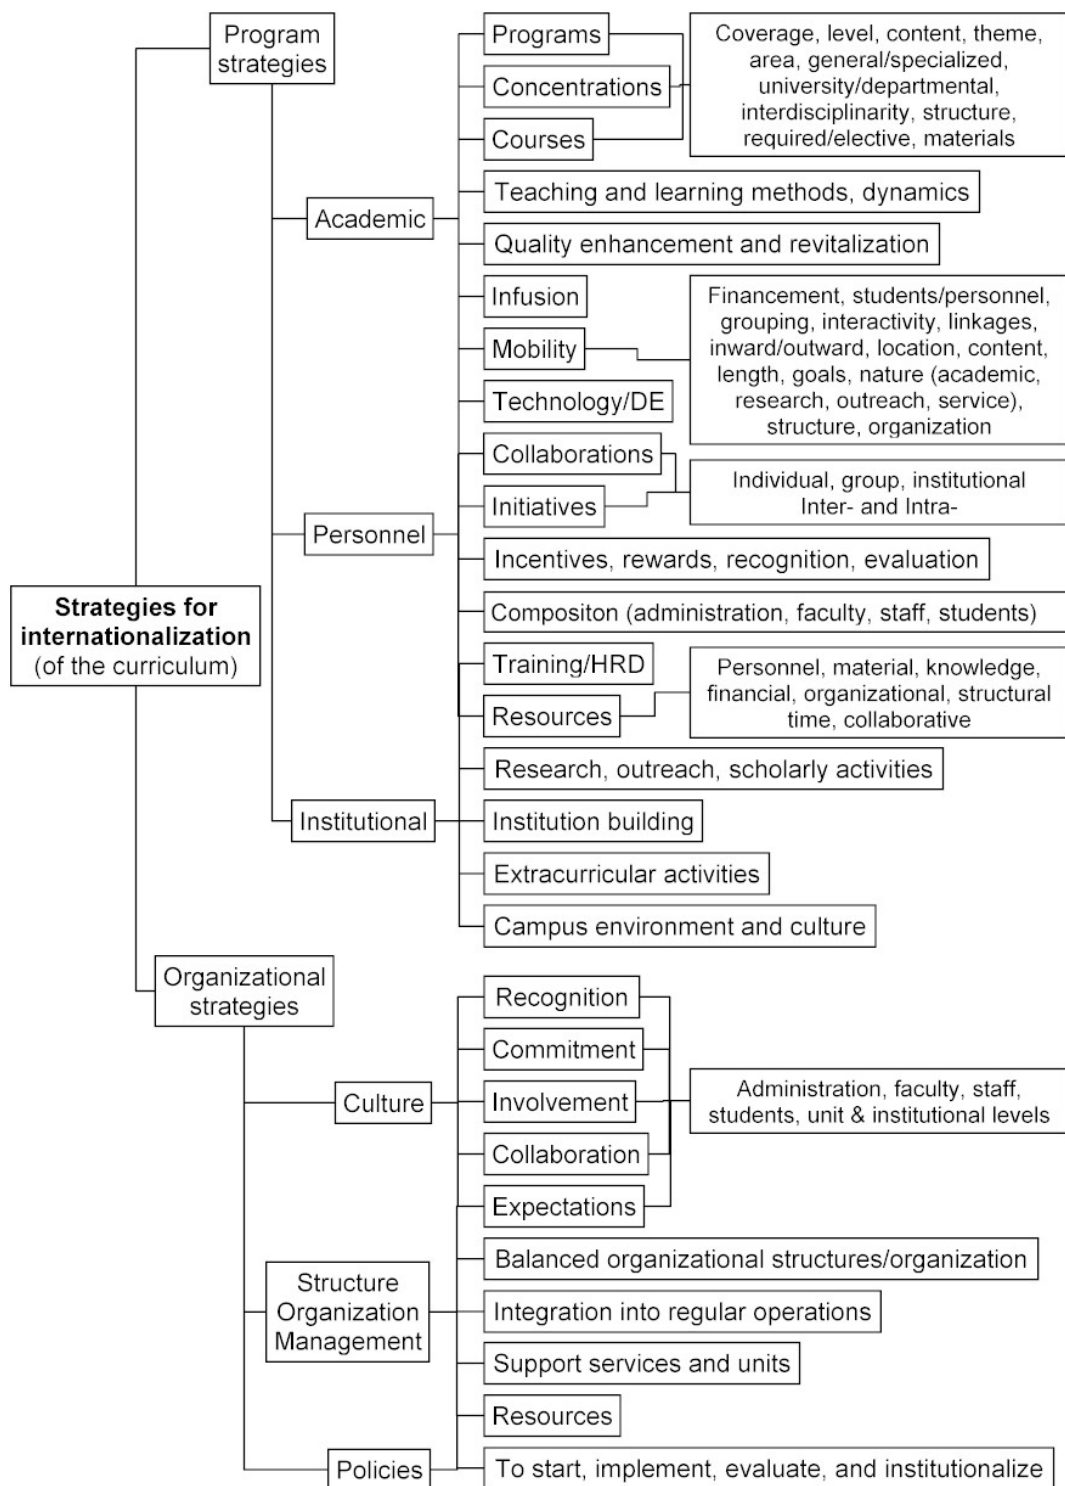 Program
strategies
Programs
Concentrations
Courses
Coverage, level, content, theme,
area, general/specialized,
university/departmental,
interdisciplinarity, structure,
required/elective, materials
Academic
Teaching and learning methods, dynamics
Quality enhancement and revitalization
Infusion
Mobility
Technology/DE
Financement, students/personnel,
grouping, interactivity, linkages,
inward/outward, location, content,
length, goals, nature (academic,
research, outreach, service),
structure, organization
Collaborations
Initiatives
Individual, group, institutional
Inter- and Intra-
Personnel
Incentives, rewards, recognition, evaluation
Compositon (administration, faculty, staff, students)
Strategies for
internationalization
(of the curriculum)
Training/HRD
Resources
Personnel, material, knowledge,
financial, organizational, structural
time, collaborative
Research, outreach, scholarly activities
Institutional
Institution building
Extracurricular activities
Campus environment and culture
Organizational
strategies
Recognition
Commitment
Culture
Involvement
Collaboration
Expectations
Administration, faculty, staff,
students, unit & institutional levels
Structure
Organization
Management
Balanced organizational structures/organization
Integration into regular operations
Support services and units
Resources
Policies
To start, implement, evaluate, and institutionalize